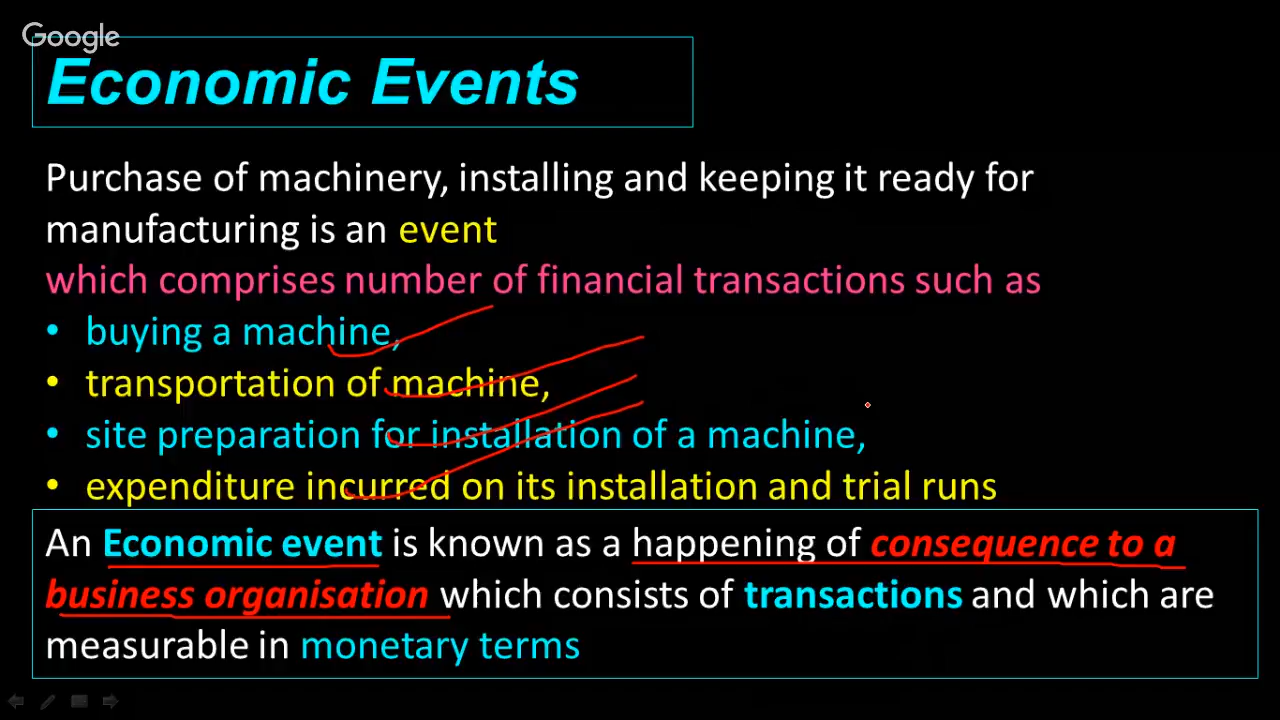 Google
Economic Events
Purchase of machinery, installing and keeping it ready for
manufacturing is an event
which comprises number of financial transactions such as
• buying a machine,
• transportation of machine,
• site preparation for installation of a machine,
• expenditure incurred on its installation and trial runs
An Economic event is known as a happening of consequence to a
business organisation which consists of transactions and which are
measurable in monetary terms